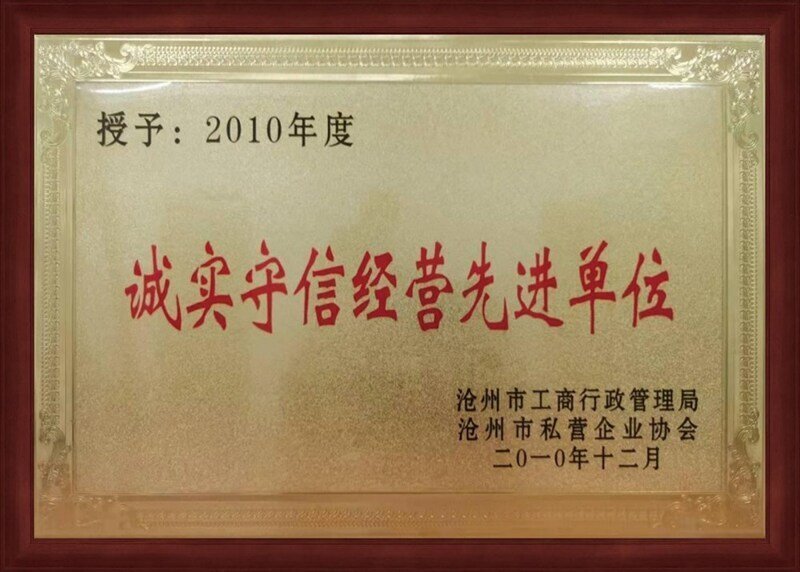 授予：2010年度
诚实守信经营先进单位
沧州市工商行政管理局
沧州市私营企业协会
二0一0年十二月